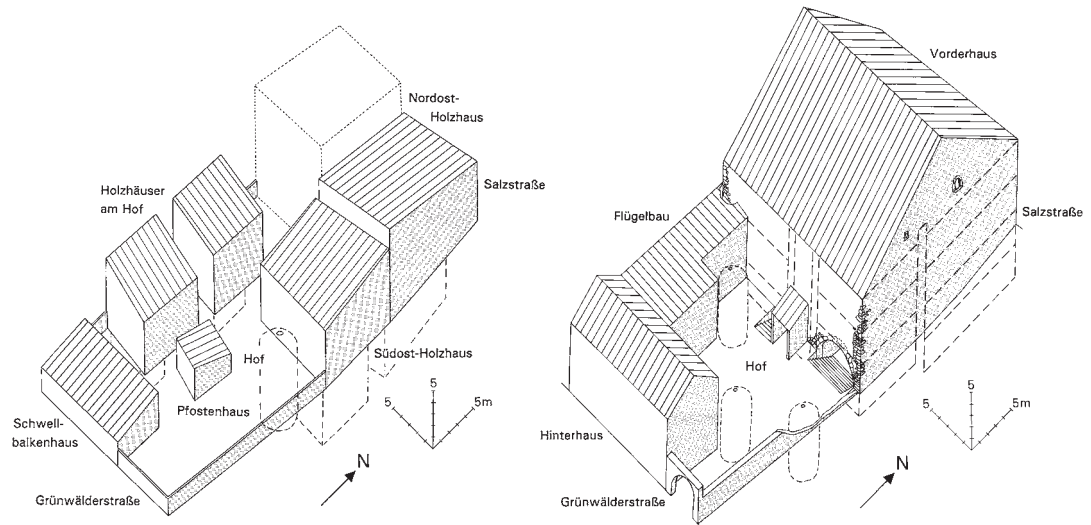 Nordost-
Holzhaus
Salzstraße
Holzhäuser
am Hof
Hof
Südost-Holzhaus
Pfostenhaus
Schwell-
balkenhaus
Grünwälderstraße
5
5
5m
N
Vorderhaus
Salzstraße
Flügelbau
Hof
Hinterhaus
Grünwälderstraße
5
5
5m
N